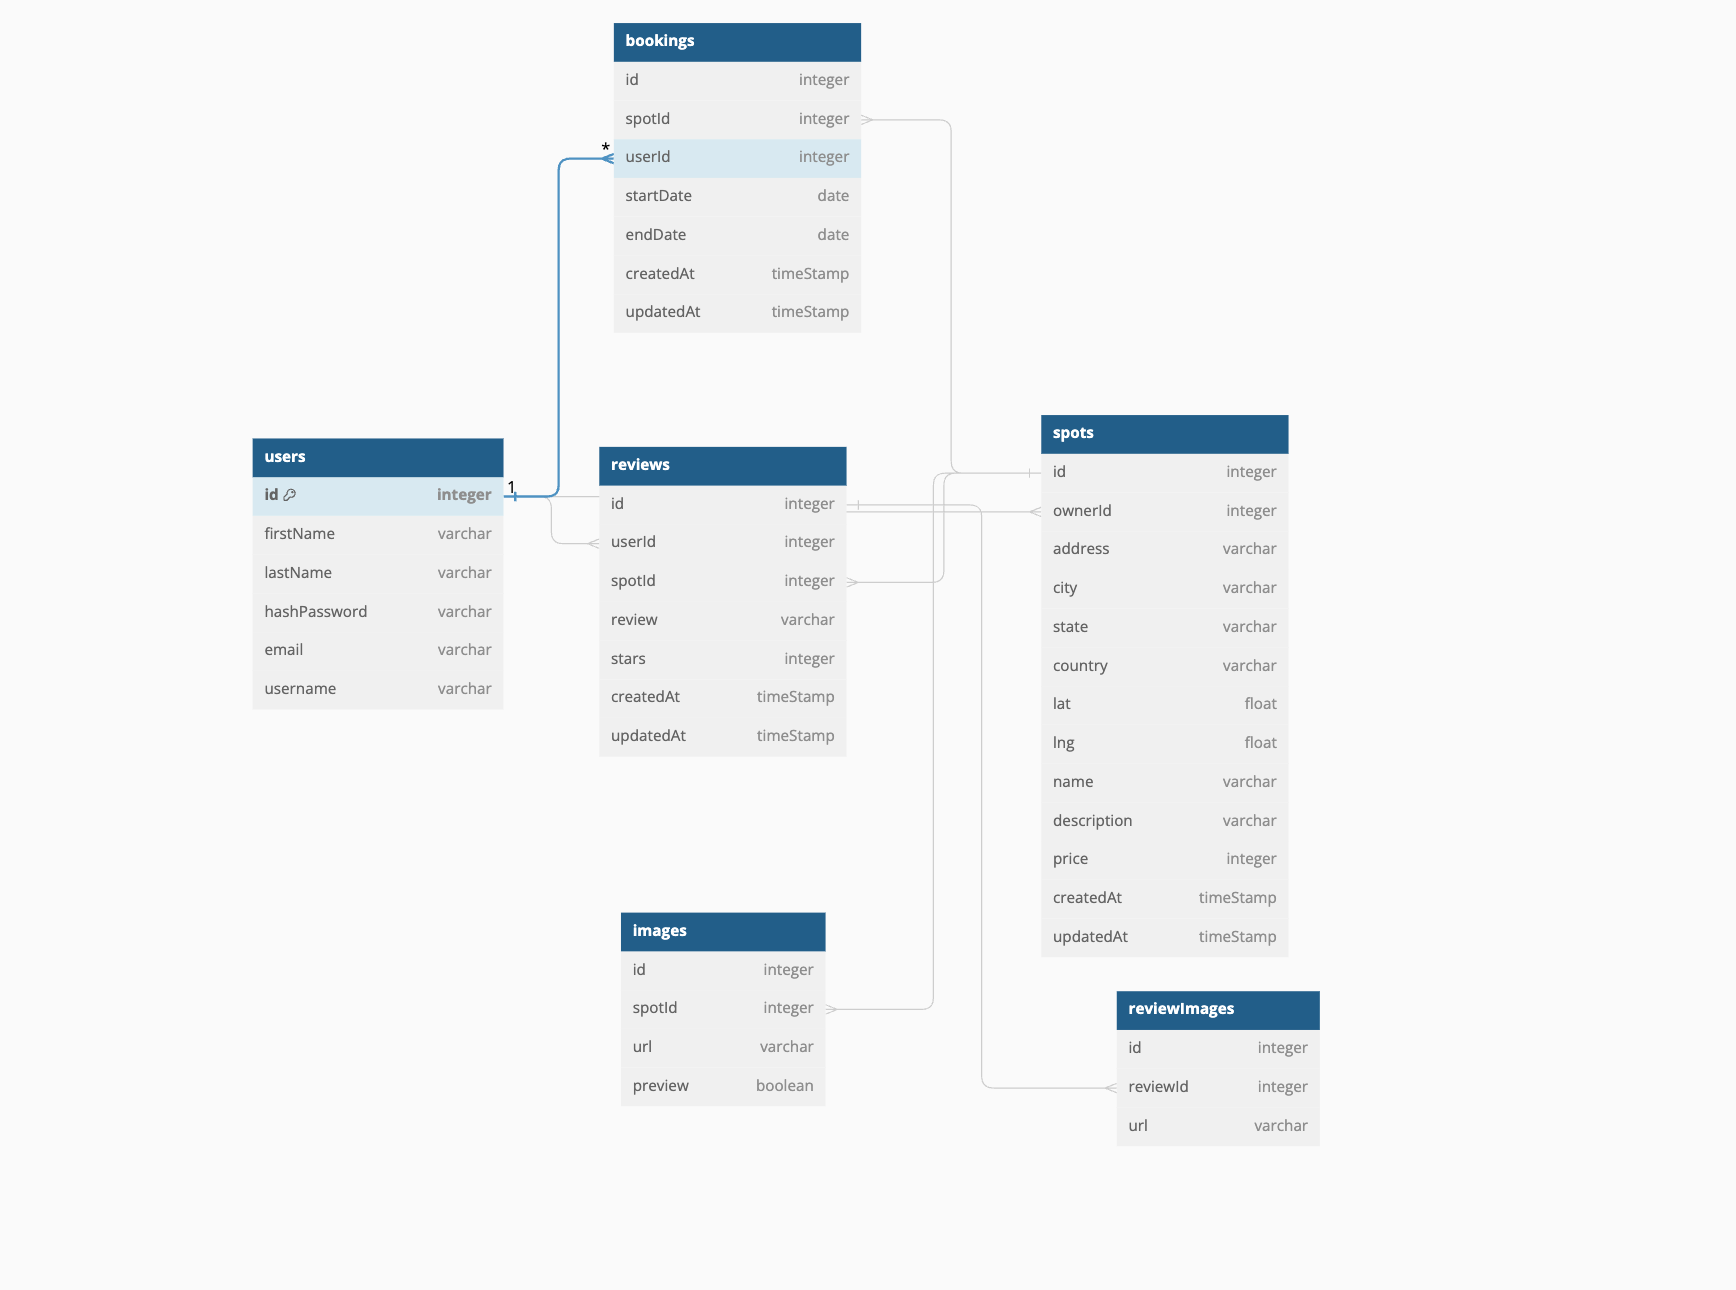 bookings
id integer
spotId integer
* userId integer
startDate date
endDate date
createdAt timeStamp
updatedAt timeStamp
users
id integer 1
firstName varchar
lastName varchar
hashPassword varchar
email varchar
username varchar
reviews
id integer
userId integer
spotId integer
review varchar
stars integer
createdAt timeStamp
updatedAt timeStamp
spots
id integer
ownerId integer
address varchar
city varchar
state varchar
country varchar
lat float
lng float
name varchar
description varchar
price integer
createdAt timeStamp
updatedAt timeStamp
images
id integer
spotId integer
url varchar
preview boolean
reviewImages
id integer
reviewId integer
url varchar